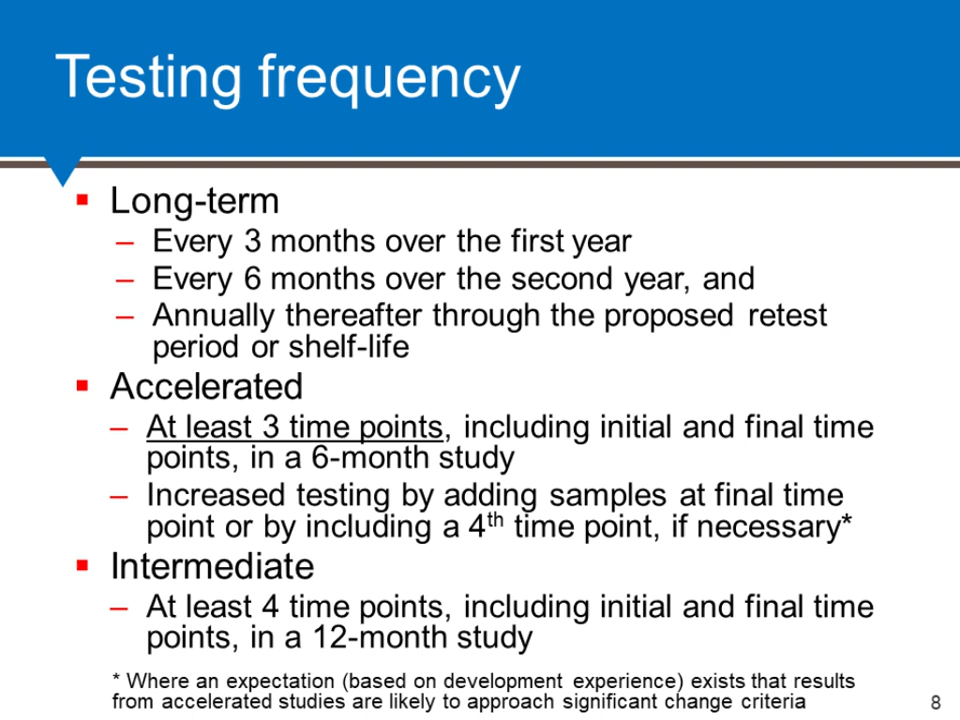 Testing frequency
▪ Long-term
– Every 3 months over the first year
– Every 6 months over the second year, and
– Annually thereafter through the proposed retest
period or shelf-life
▪ Accelerated
– At least 3 time points, including initial and final time
points, in a 6-month study
– Increased testing by adding samples at final time
point or by including a 4th time point, if necessary*
▪ Intermediate
– At least 4 time points, including initial and final time
points, in a 12-month study
* Where an expectation (based on development experience) exists that results
from accelerated studies are likely to approach significant change criteria
8